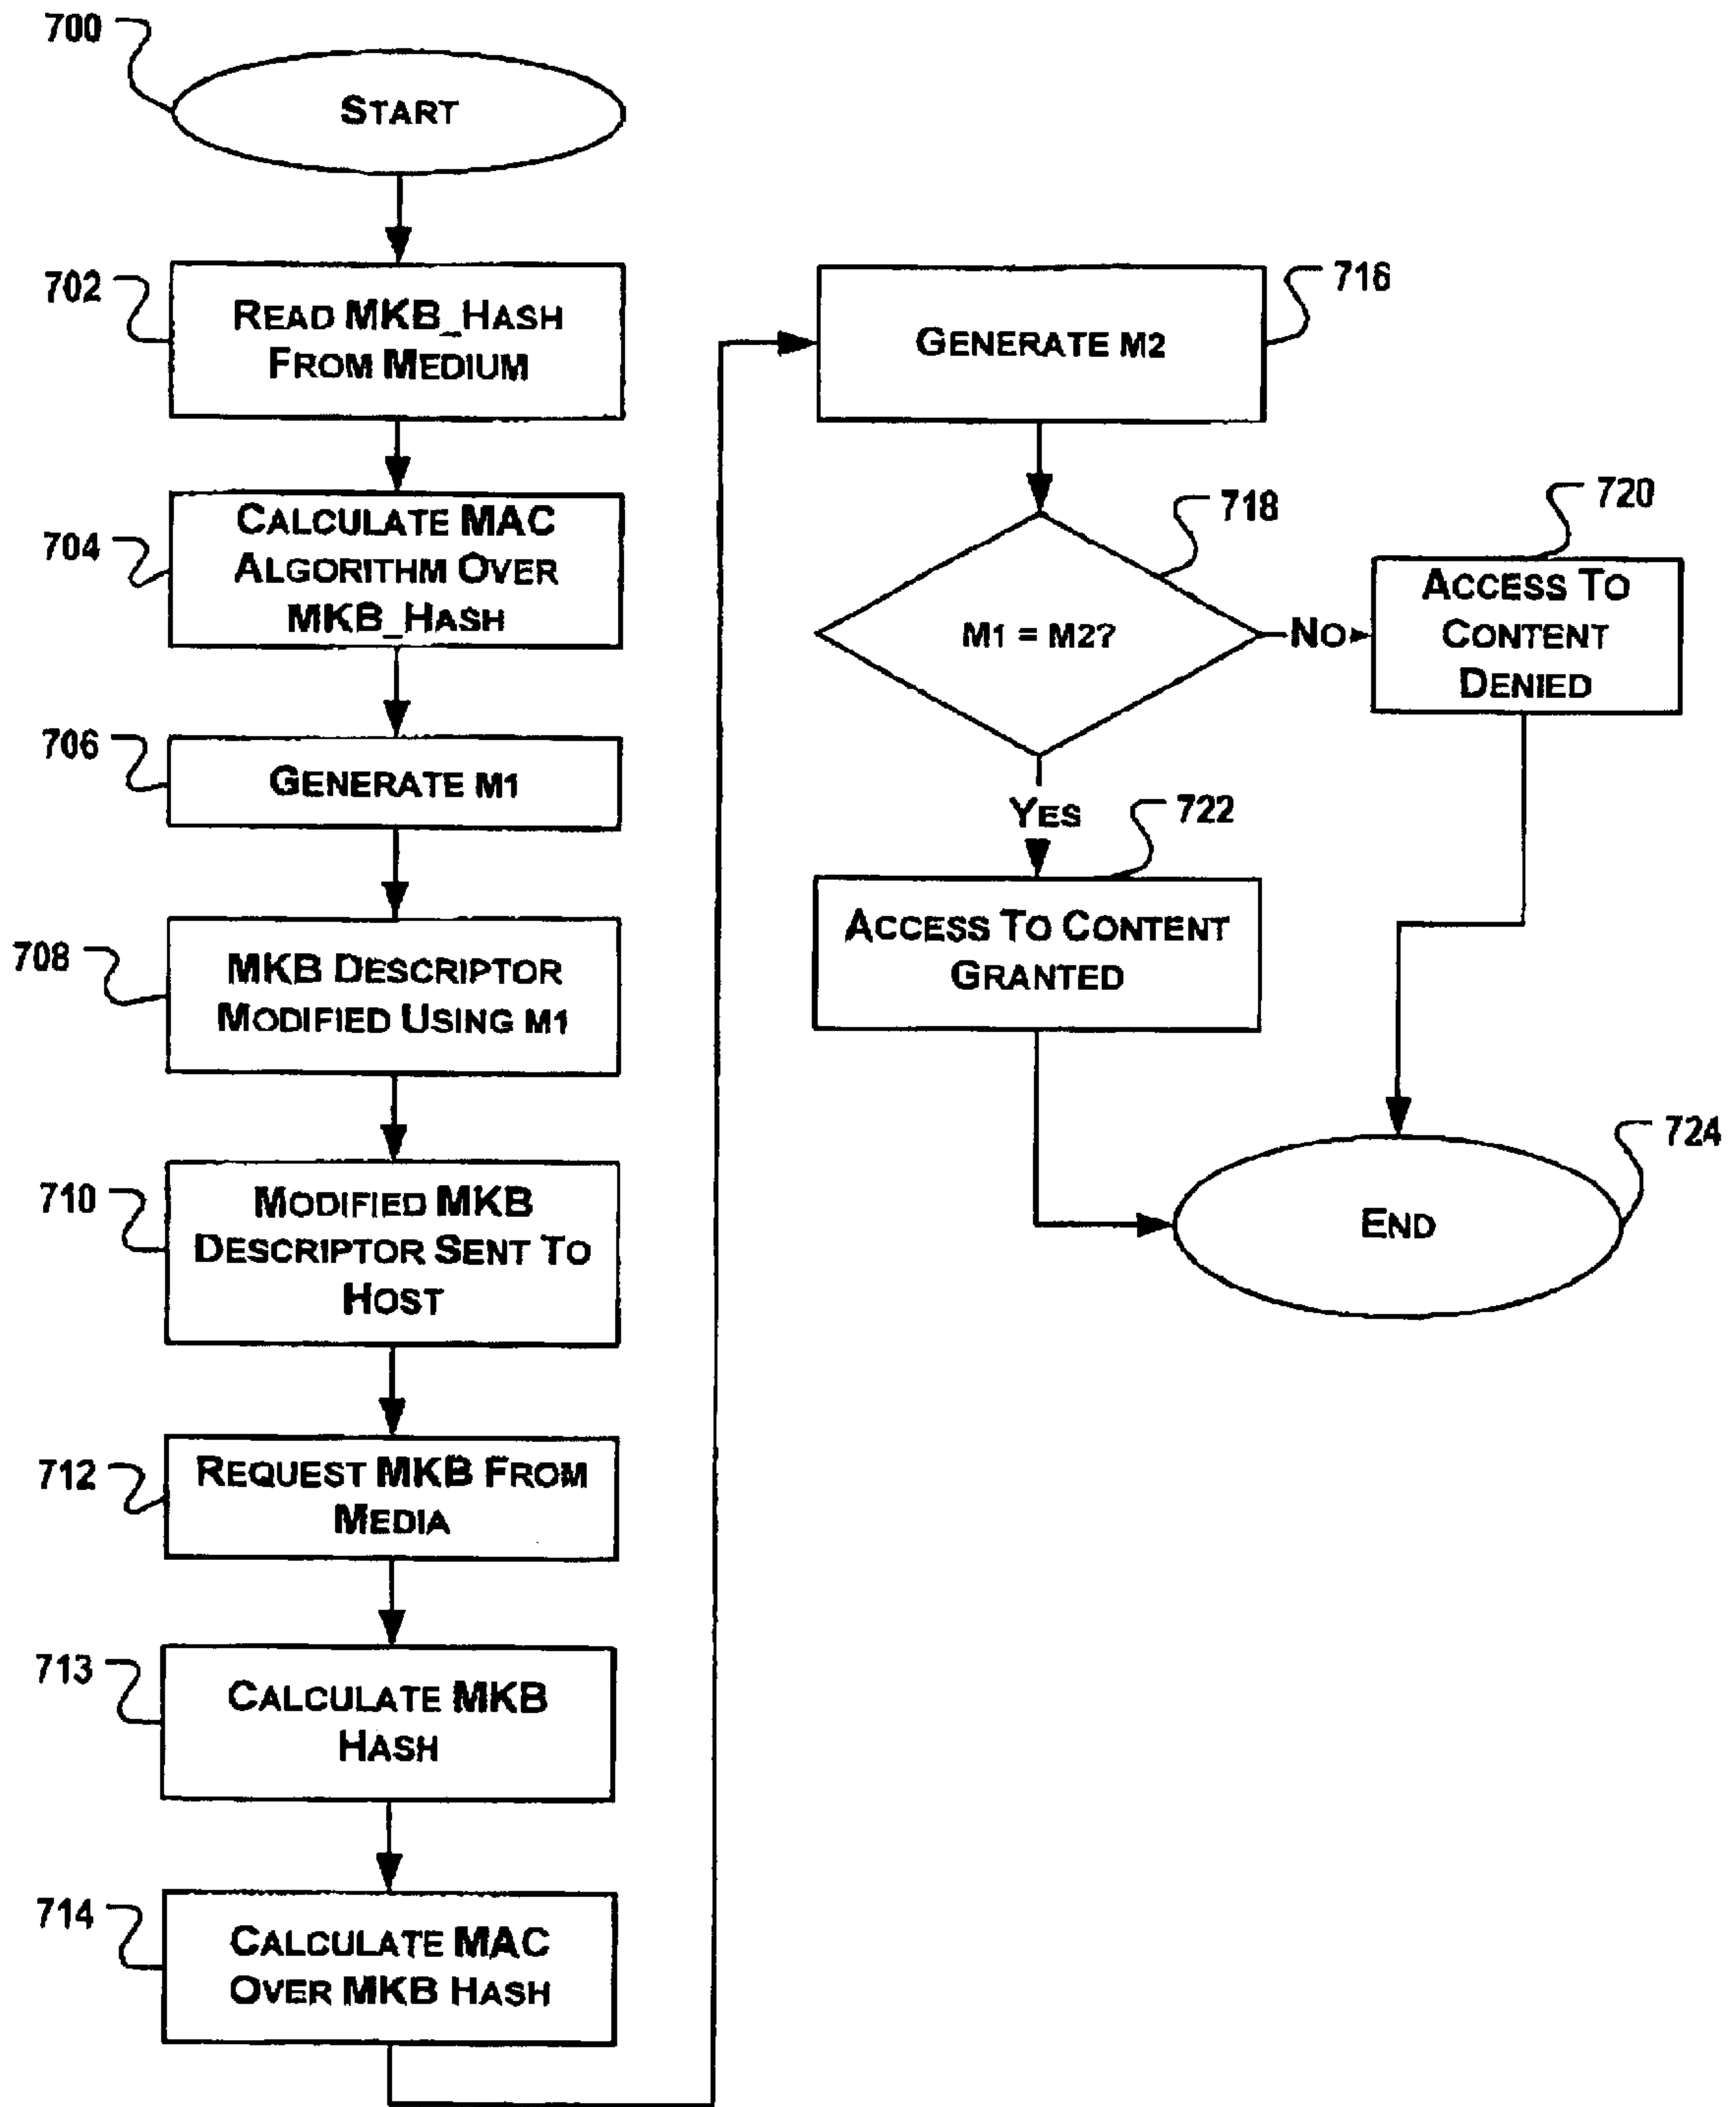 700
START
702
READ MKB_HASH
FROM MEDIUM
704
CALCULATE MAC
ALGORITHM OVER
MKB_HASH
706
GENERATE M1
708
MKB DESCRIPTOR
MODIFIED USING M1
710
MODIFIED MKB
DESCRIPTOR SENT TO
HOST
712
REQUEST MKB FROM
MEDIA
713
CALCULATE MKB
HASH
714
CALCULATE MAC
OVER MKB HASH
716
GENERATE M2
718
M1 = M2?
NO
720
ACCESS TO
CONTENT
DENIED
YES
722
ACCESS TO CONTENT
GRANTED
724
END